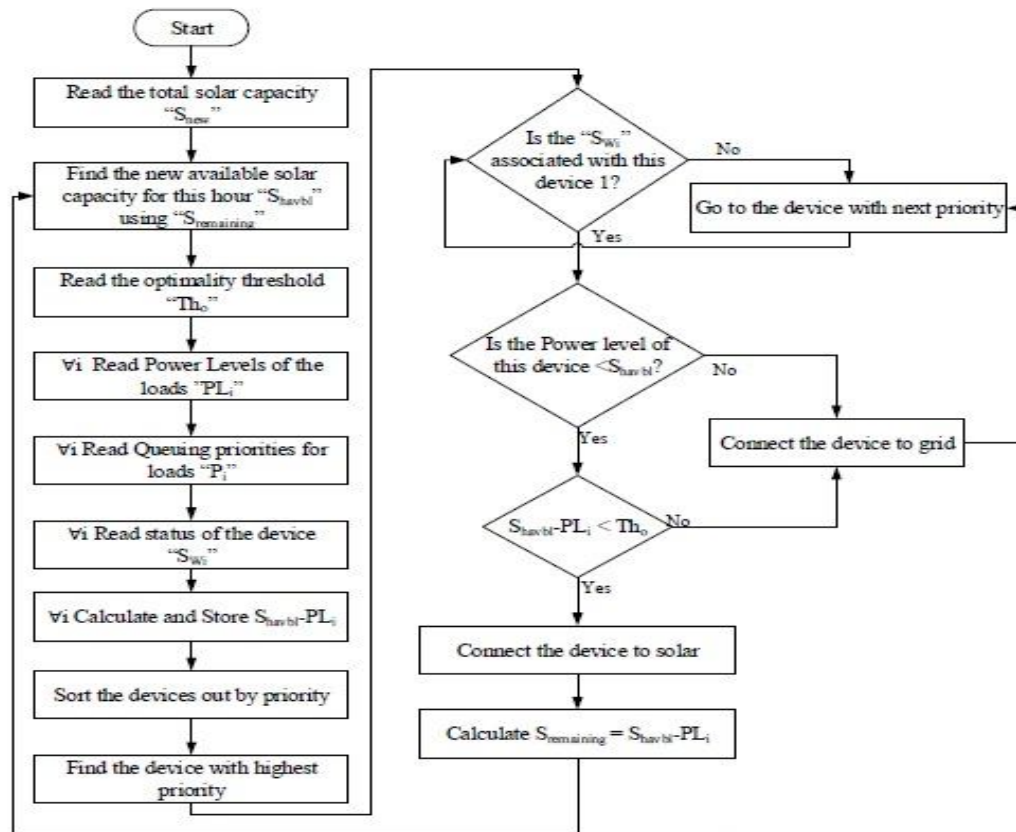 Start
Read the total solar capacity
“Sₙₑw”
Find the new available solar
capacity for this hour “Shavbl”
using “Sremaining”
Read the optimality threshold
“Thₒ”
∀i Read Power Levels of the
loads ”PLᵢ”
∀i Read Queuing priorities for
loads “Pᵢ”
∀i Read status of the device
“SWi”
∀i Calculate and Store Shavbl-PLᵢ
Sort the devices out by priority
Find the device with highest
priority
Is the “SWi”
associated with this
device 1?
No
Go to the device with next priority
Yes
Is the Power level of
this device <Shavbl?
No
Yes
Connect the device to grid
Shavbl-PLᵢ < Thₒ
No
Yes
Connect the device to solar
Calculate Sremaining = Shavbl-PLᵢ